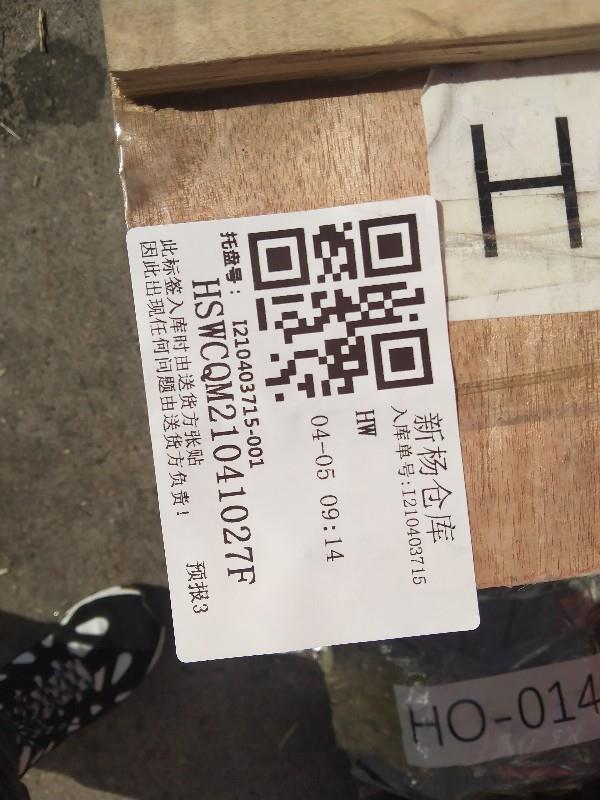 新杨仓库
入库单号:I210403715
HW
04-05 09:14
托盘号: I210403715-001
HSWCQM21041027F
此标签入库时由送货方张贴
因此出现任何问题由送货方负责!
预报3
H
HO-014